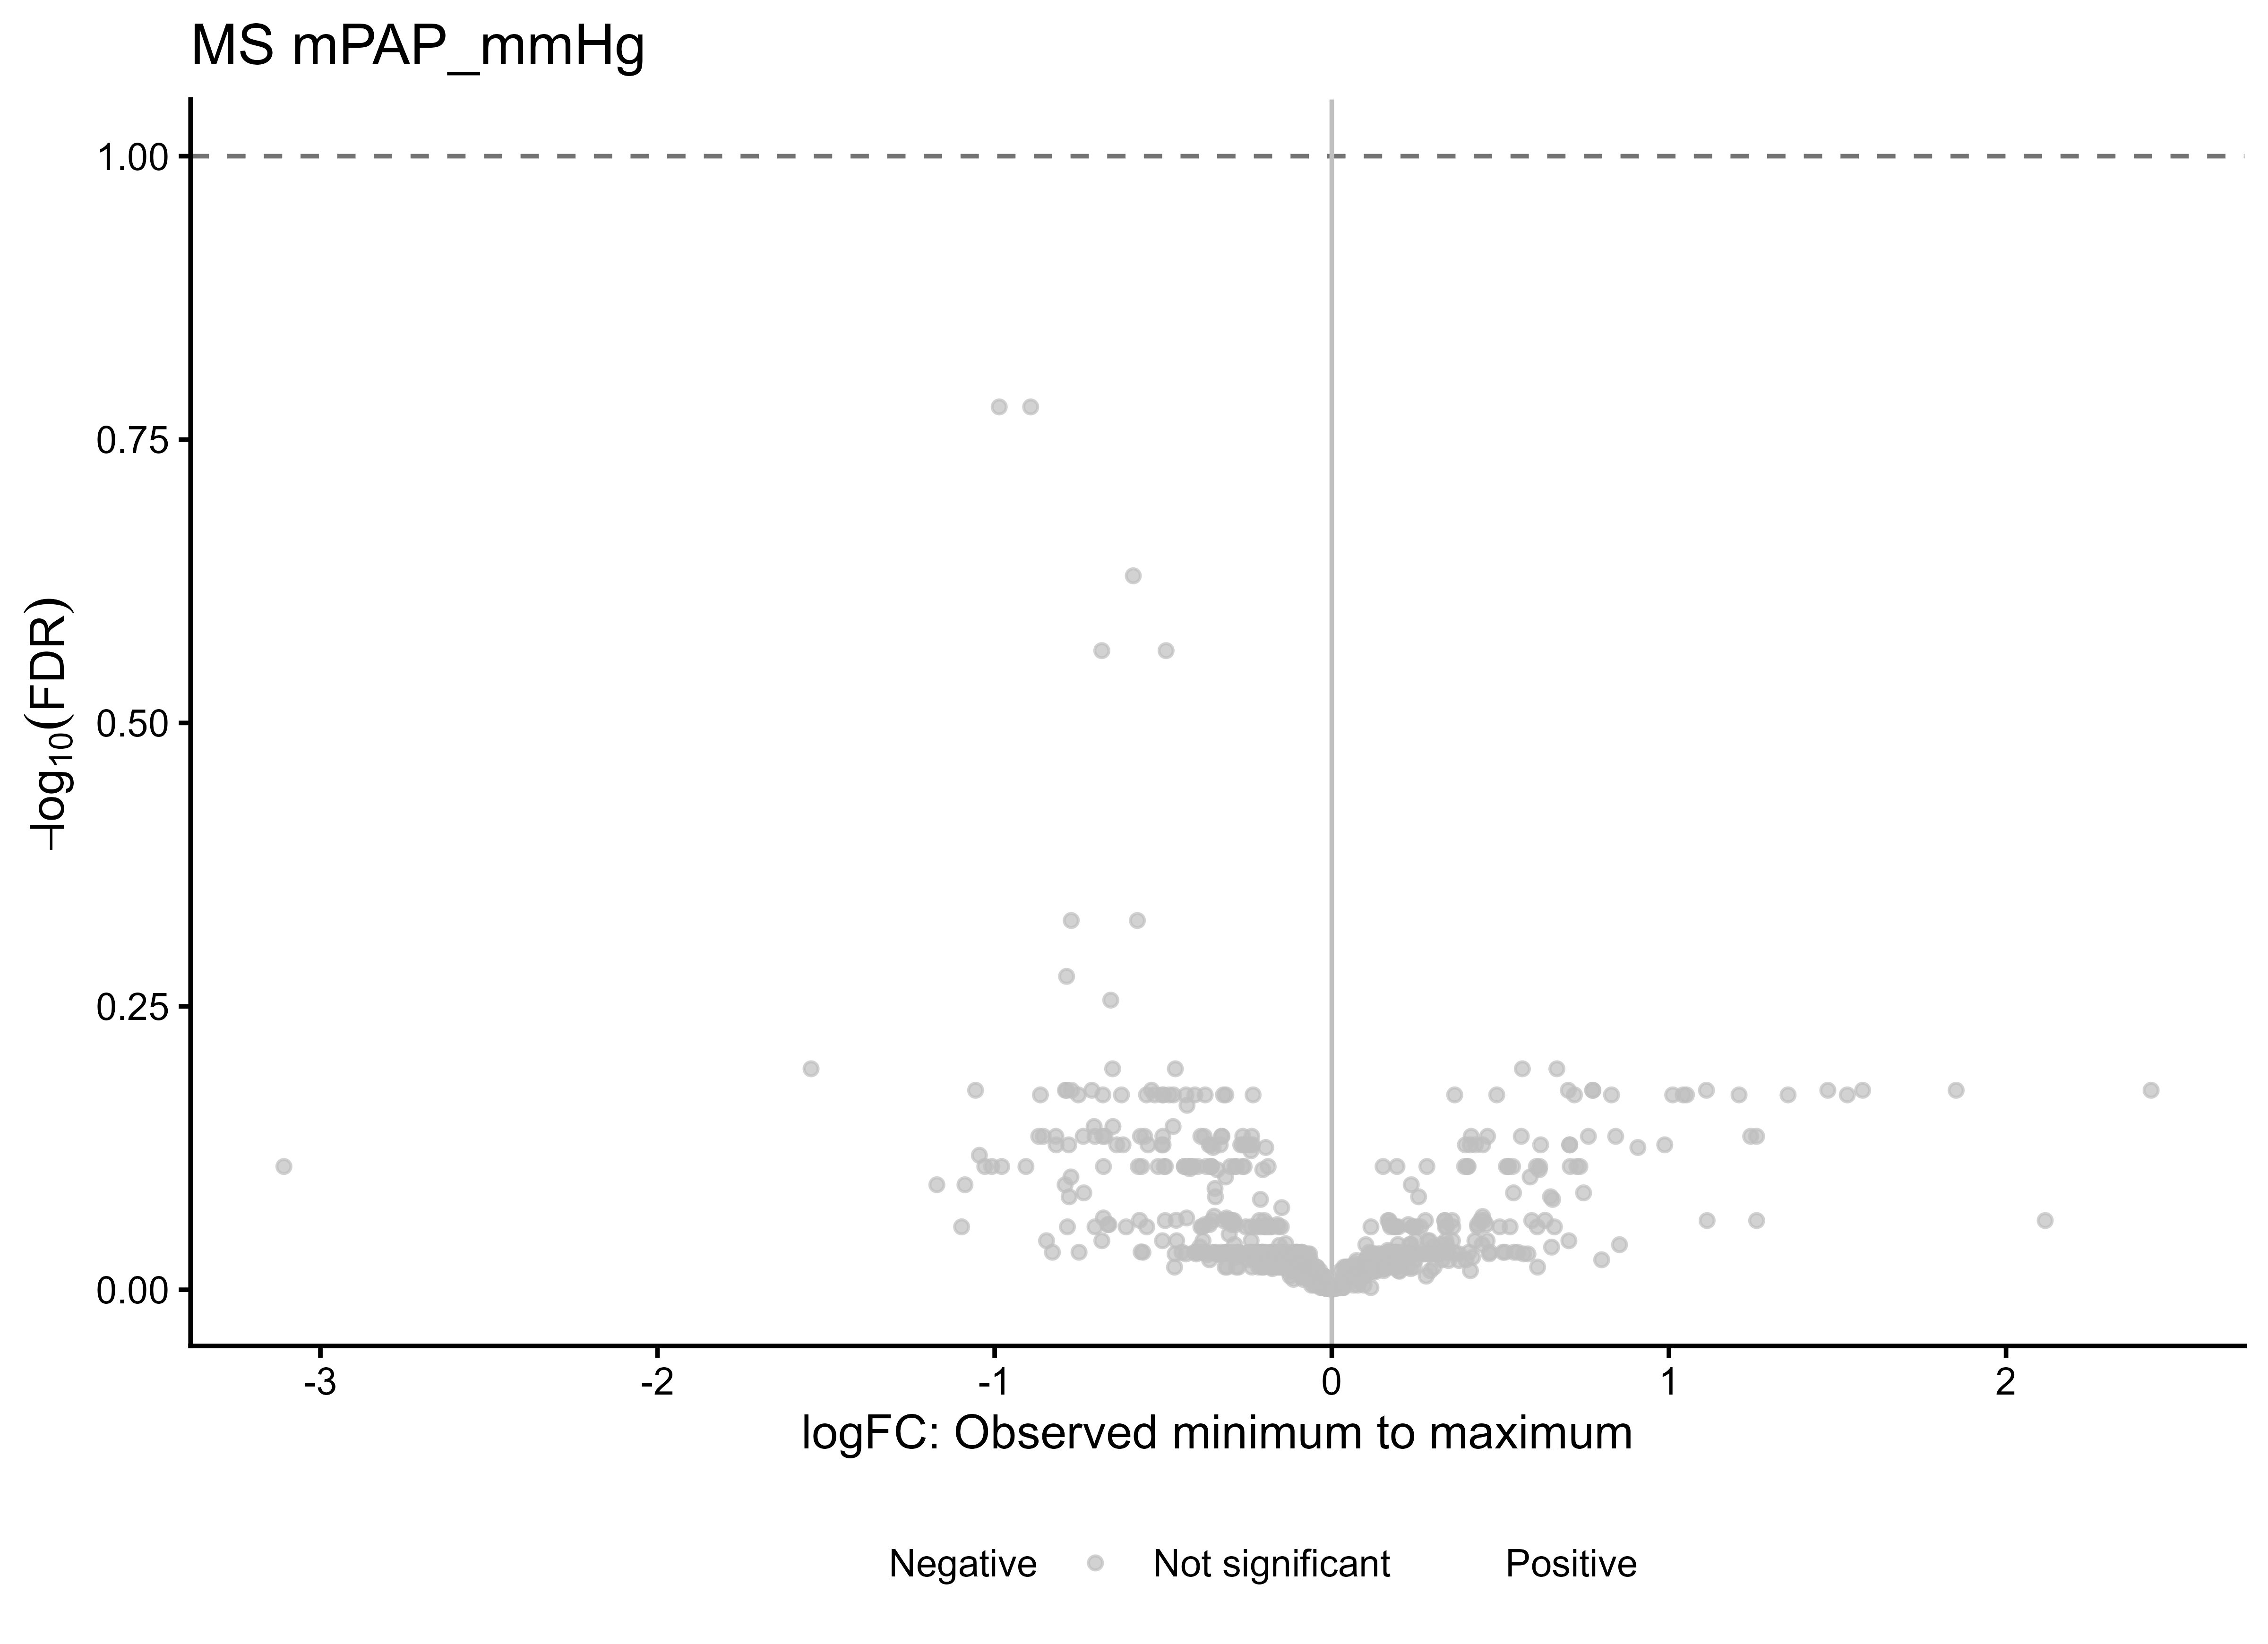 MS mPAP_mmHg
–log10(FDR)
1.00
0.75
0.50
0.25
0.00
-3 -2 -1 0 1 2
logFC: Observed minimum to maximum
Negative Not significant Positive